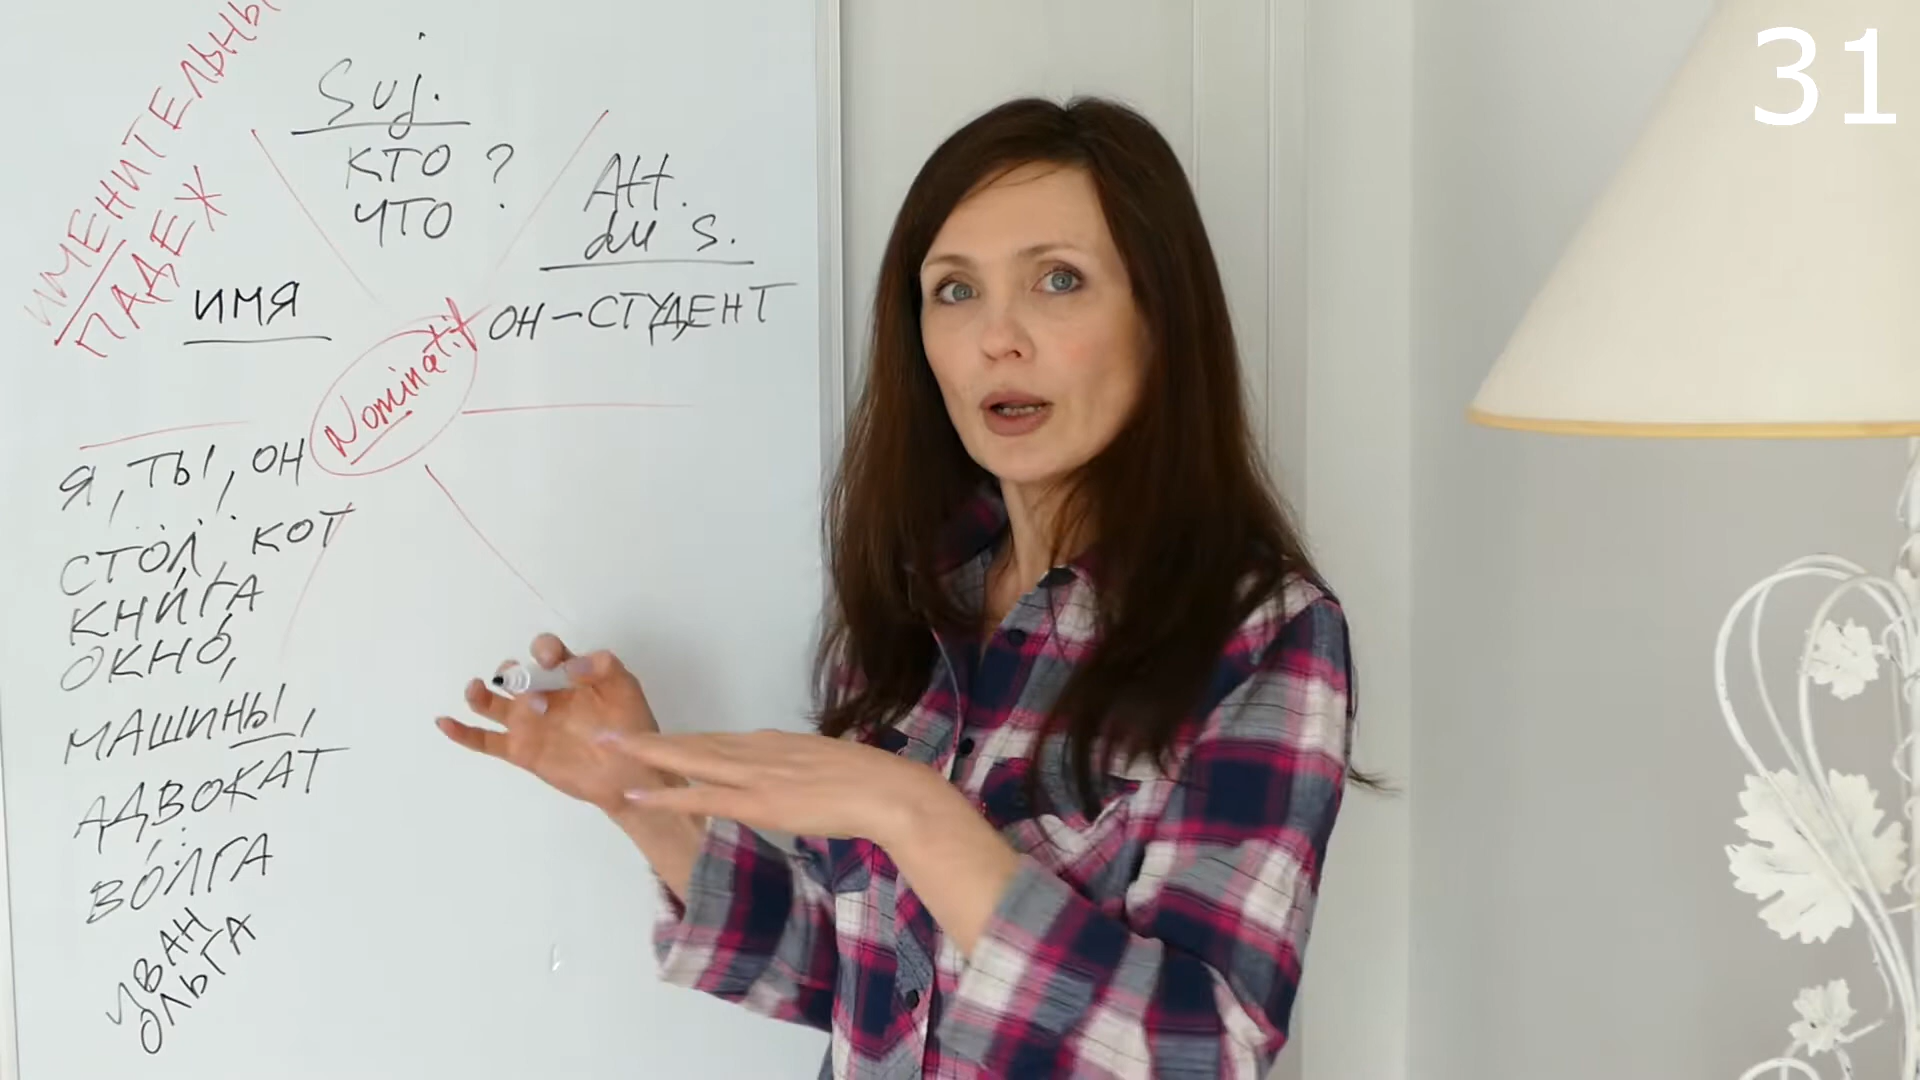 ИМЕНИТЕЛЬНЫ
ПАДЕЖ
Suj.
КТО ?
ЧТО
Att.
du s.
ОН – СТУДЕНТ
ИМЯ
Nominatif
Я, ТЫ, ОН
СТОЛ, КОТ
КНИГА
ОКНО,
МАШИНЫ,
АДВОКАТ
ВОЛГА
ИВАН
ОЛЬГА
31